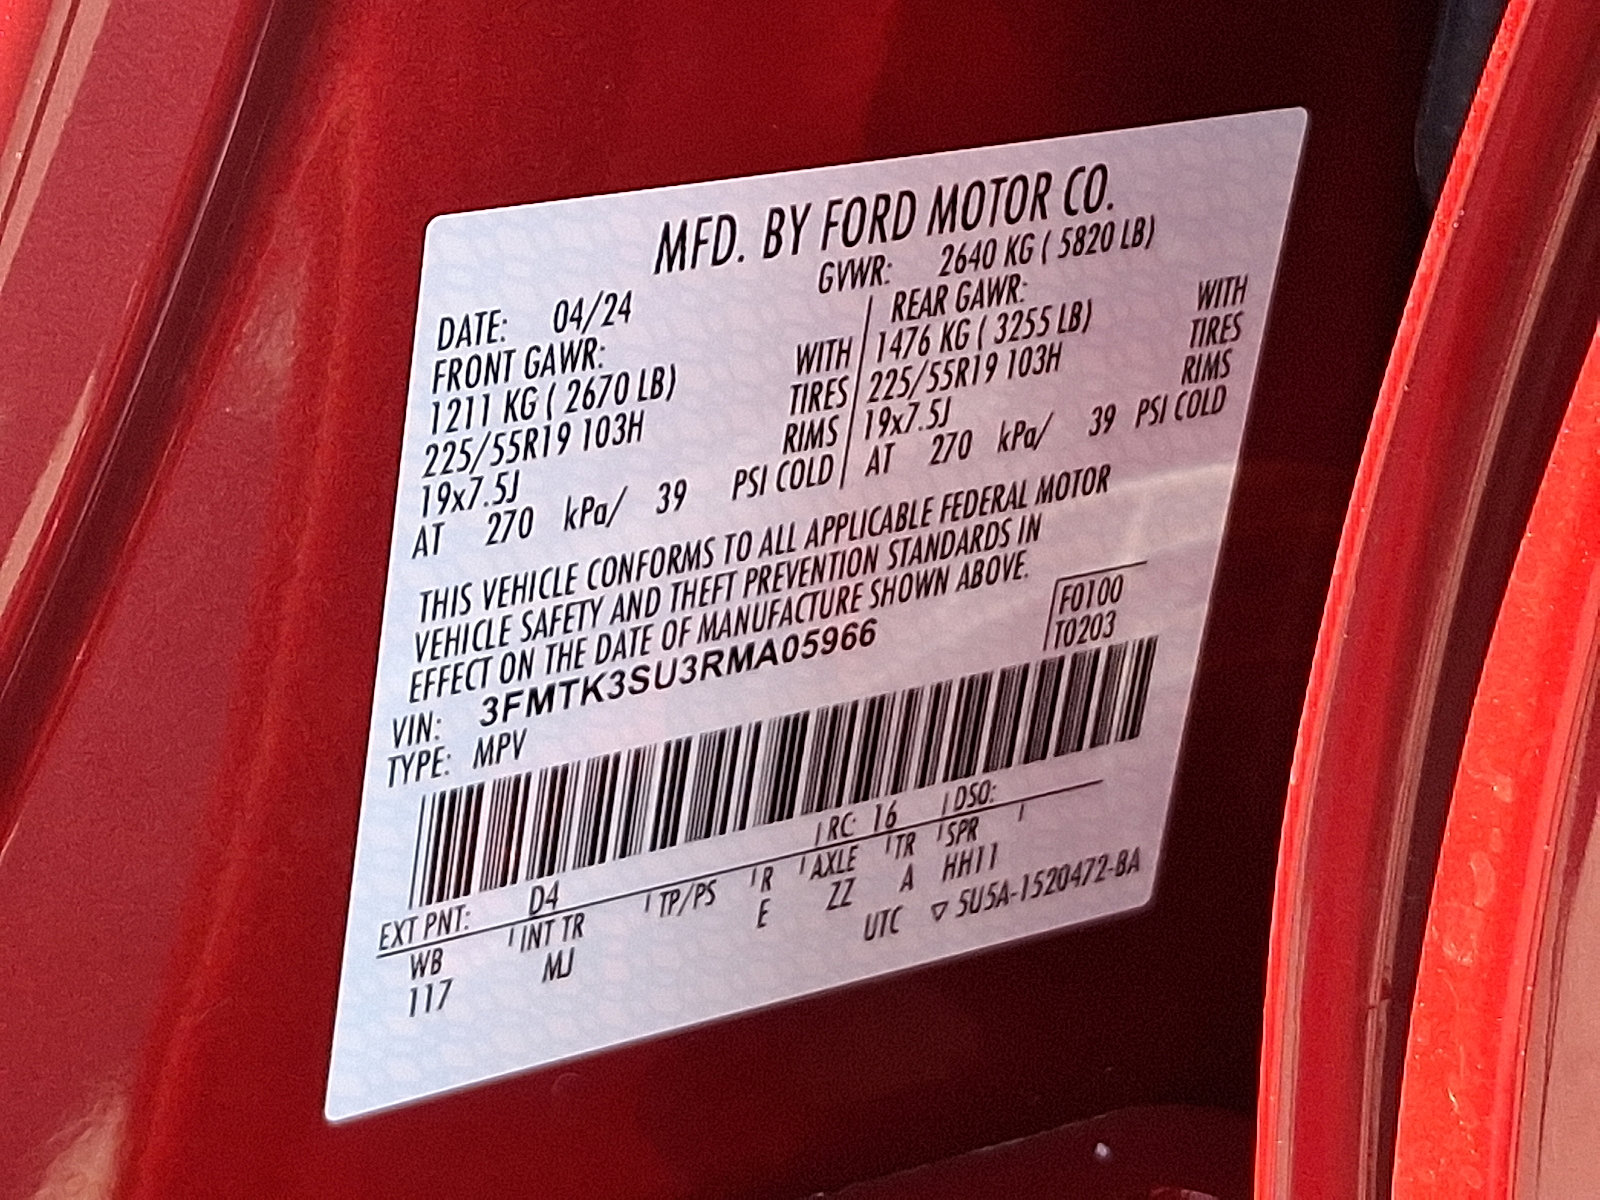 MFD. BY FORD MOTOR CO.
DATE: 04/24 GVWR: 2640 KG ( 5820 LB)
FRONT GAWR: REAR GAWR:
1211 KG ( 2670 LB) WITH 1476 KG ( 3255 LB) WITH
225/55R19 103H TIRES 225/55R19 103H TIRES
19x7.5J RIMS 19x7.5J RIMS
AT 270 kPa/ 39 PSI COLD AT 270 kPa/ 39 PSI COLD
THIS VEHICLE CONFORMS TO ALL APPLICABLE FEDERAL MOTOR
VEHICLE SAFETY AND THEFT PREVENTION STANDARDS IN
EFFECT ON THE DATE OF MANUFACTURE SHOWN ABOVE.
VIN: 3FMTK3SU3RMA05966 F0100
TYPE: MPV T0203
EXT PNT: D4 RC: 16 DSO:
WB INT TR TP/PS R AXLE TR SPR
117 MJ E ZZ A HH11
UTC ▽ 5U5A-1520472-BA